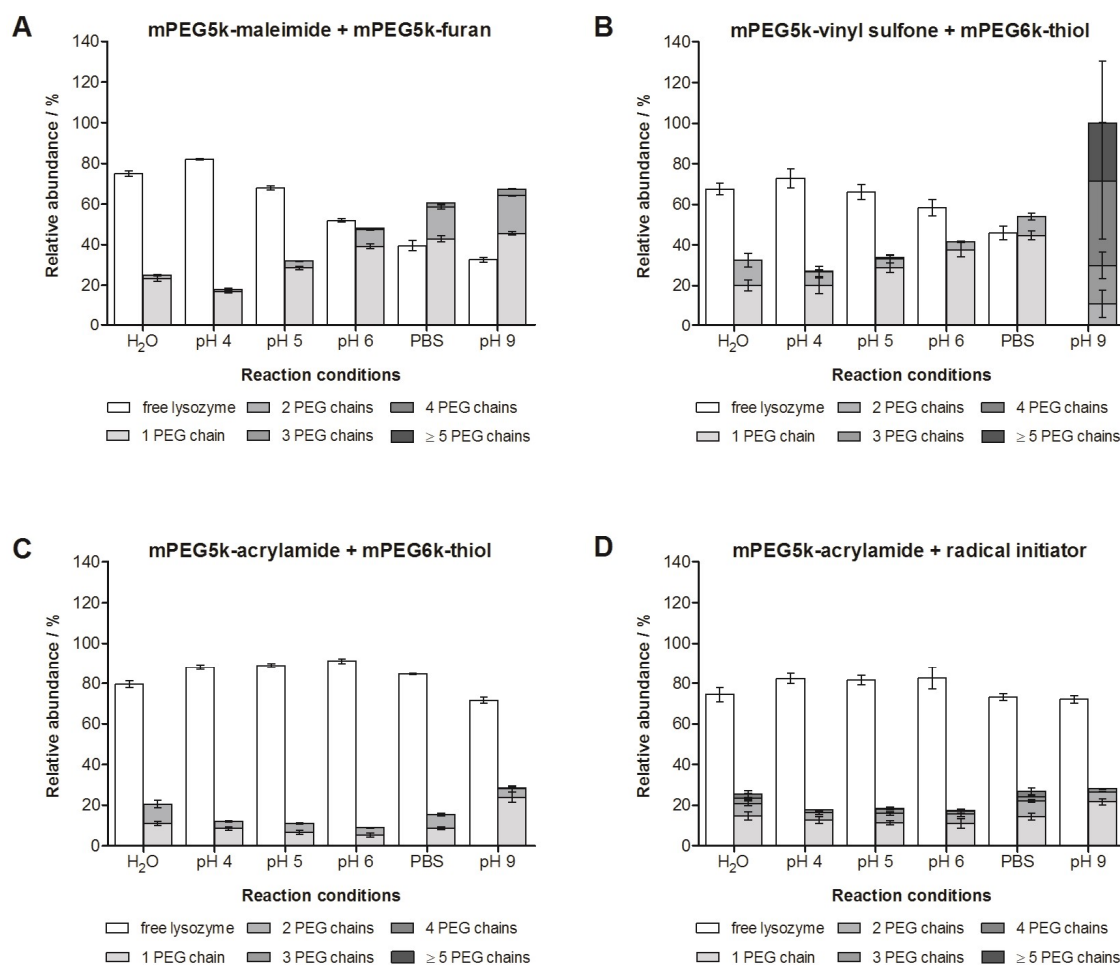 A
mPEG5k-maleimide + mPEG5k-furan
Relative abundance / %
140
120
100
80
60
40
20
0
H2O pH 4 pH 5 pH 6 PBS pH 9
Reaction conditions
free lysozyme 2 PEG chains 4 PEG chains
1 PEG chain 3 PEG chains ≥ 5 PEG chains
B
mPEG5k-vinyl sulfone + mPEG6k-thiol
Relative abundance / %
140
120
100
80
60
40
20
0
H2O pH 4 pH 5 pH 6 PBS pH 9
Reaction conditions
free lysozyme 2 PEG chains 4 PEG chains
1 PEG chain 3 PEG chains ≥ 5 PEG chains
C
mPEG5k-acrylamide + mPEG6k-thiol
Relative abundance / %
140
120
100
80
60
40
20
0
H2O pH 4 pH 5 pH 6 PBS pH 9
Reaction conditions
free lysozyme 2 PEG chains 4 PEG chains
1 PEG chain 3 PEG chains ≥ 5 PEG chains
D
mPEG5k-acrylamide + radical initiator
Relative abundance / %
140
120
100
80
60
40
20
0
H2O pH 4 pH 5 pH 6 PBS pH 9
Reaction conditions
free lysozyme 2 PEG chains 4 PEG chains
1 PEG chain 3 PEG chains ≥ 5 PEG chains